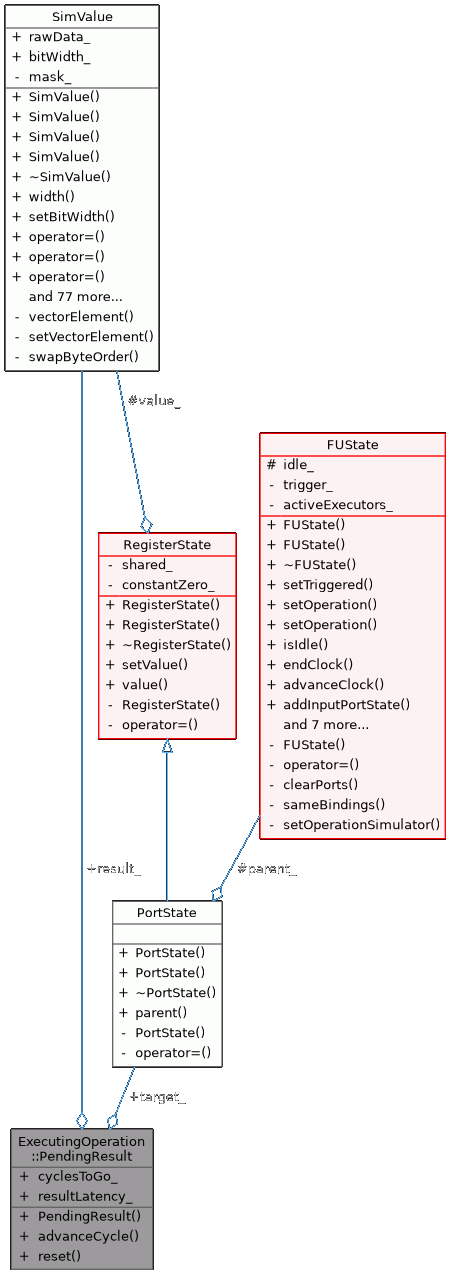 SimValue
+ rawData_
+ bitWidth_
- mask_
+ SimValue()
+ SimValue()
+ SimValue()
+ SimValue()
+ ~SimValue()
+ width()
+ setBitWidth()
+ operator=()
+ operator=()
+ operator=()
and 77 more...
- vectorElement()
- setVectorElement()
- swapByteOrder()
#value_
FUState
# idle_
- trigger_
- activeExecutors_
+ FUState()
+ FUState()
+ ~FUState()
+ setTriggered()
+ setOperation()
+ setOperation()
+ isIdle()
+ endClock()
+ advanceClock()
+ addInputPortState()
and 7 more...
- FUState()
- operator=()
- clearPorts()
- sameBindings()
- setOperationSimulator()
RegisterState
- shared_
- constantZero_
+ RegisterState()
+ RegisterState()
+ ~RegisterState()
+ setValue()
+ value()
- RegisterState()
- operator=()
+result_
#parent_
PortState
+ PortState()
+ PortState()
+ ~PortState()
+ parent()
- PortState()
- operator=()
+target_
ExecutingOperation
::PendingResult
+ cyclesToGo_
+ resultLatency_
+ PendingResult()
+ advanceCycle()
+ reset()